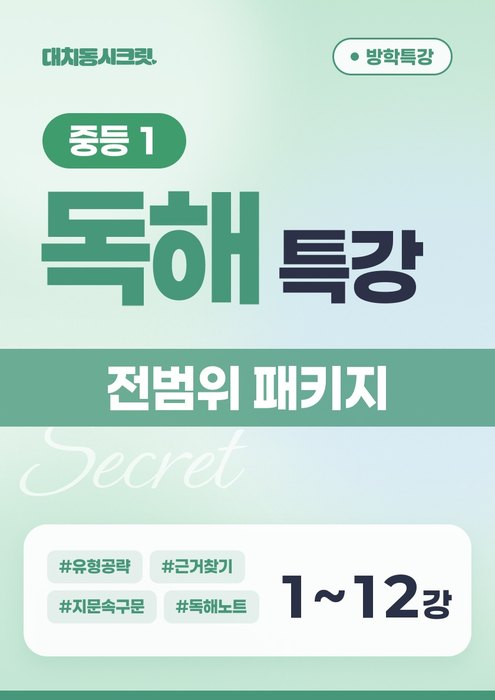 대치동시크릿.
방학특강
중등 1
독해 특강
전범위 패키지
Secret
#유형공략 #근거찾기
#지문속구문 #독해노트
1~12강